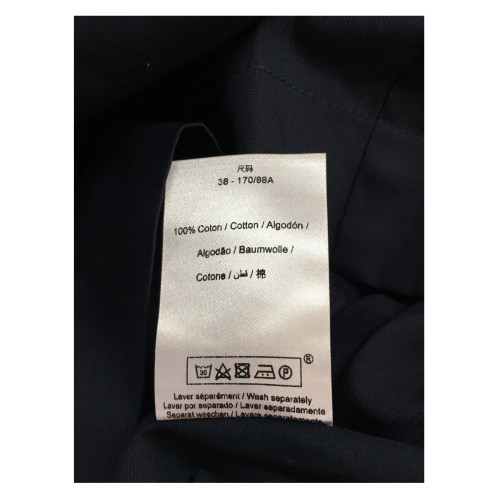 尺码
38 - 170/88A
100% Coton / Cotton / Algodón /
Algodão / Baumwolle /
Cotone / قطن / 棉
30 P ®
Laver séparément / Wash separately
Lavar por separado / Lavar separadamente
Separat waschen / Lavare separatamente